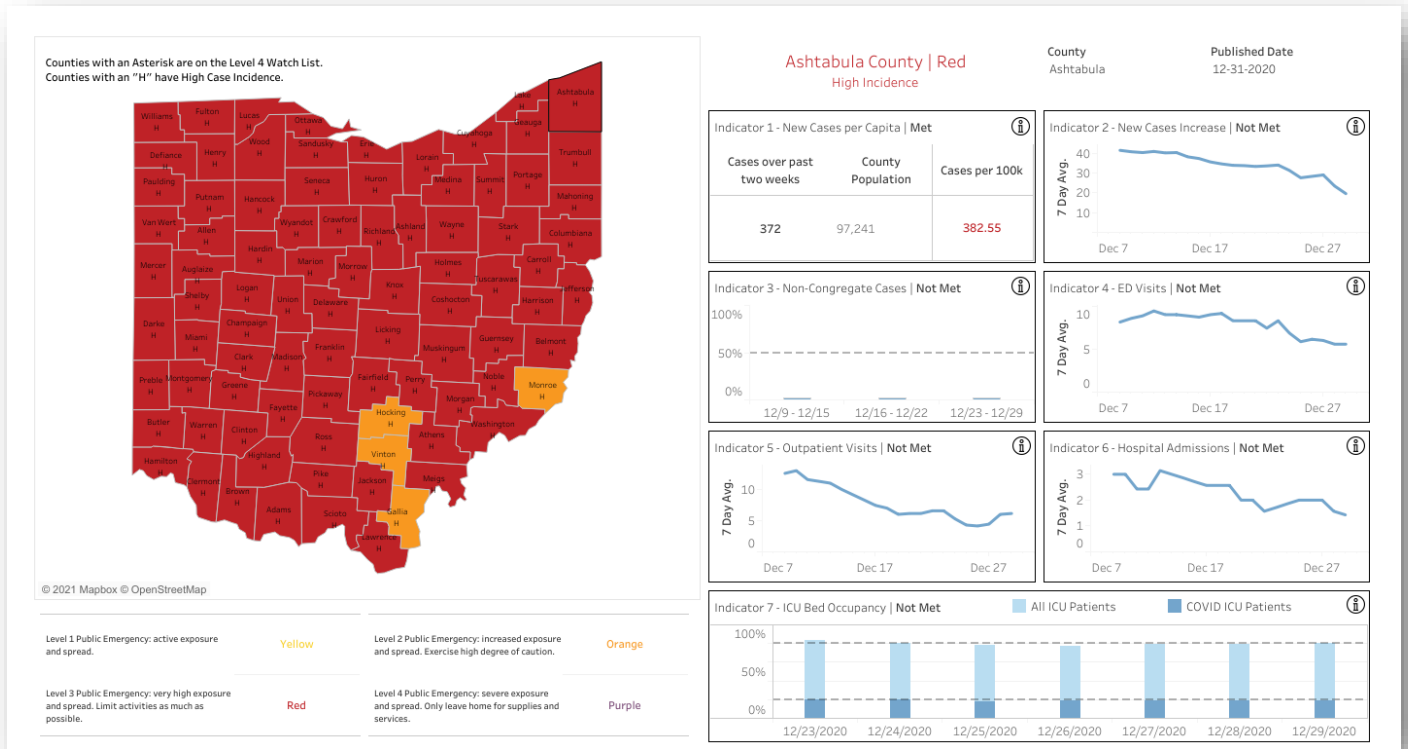 Counties with an Asterisk are on the Level 4 Watch List.
Counties with an "H" have High Case Incidence.
Ashtabula
H
Lake
H
Geauga
H
Williams
H
Fulton
H
Lucas
H
Ottawa
H
Wood
H
Sandusky
H
Erie
H
Lorain
H
Cuyahoga
H
Trumbull
H
Defiance
H
Henry
H
Paulding
H
Putnam
H
Hancock
H
Seneca
H
Huron
H
Medina
H
Summit
H
Portage
H
Mahoning
H
Van Wert
H
Allen
H
Wyandot
H
Crawford
H
Richland
H
Ashland
H
Wayne
H
Stark
H
Columbiana
H
Hardin
H
Mercer
H
Auglaize
H
Marion
H
Morrow
H
Holmes
H
Carroll
H
Tuscarawas
H
Jefferson
H
Shelby
H
Logan
H
Union
H
Delaware
H
Knox
H
Coshocton
H
Harrison
H
Darke
H
Miami
H
Champaign
H
Licking
H
Guernsey
H
Belmont
H
Clark
H
Madison
H
Franklin
H
Muskingum
H
Preble
H
Montgomery
H
Greene
H
Pickaway
H
Fairfield
H
Perry
H
Noble
H
Monroe
H
Morgan
H
Fayette
H
Hocking
H
Washington
H
Butler
H
Warren
H
Clinton
H
Ross
H
Athens
H
Vinton
H
Hamilton
H
Clermont
H
Highland
H
Pike
H
Jackson
H
Meigs
H
Brown
H
Adams
H
Scioto
H
Gallia
H
Lawrence
H
© 2021 Mapbox © OpenStreetMap
Level 1 Public Emergency: active exposure
and spread.
Yellow
Level 2 Public Emergency: increased exposure
and spread. Exercise high degree of caution.
Orange
Level 3 Public Emergency: very high exposure
and spread. Limit activities as much as
possible.
Red
Level 4 Public Emergency: severe exposure
and spread. Only leave home for supplies and
services.
Purple
Ashtabula County | Red
High Incidence
County
Ashtabula
Published Date
12-31-2020
Indicator 1 - New Cases per Capita | Met
Cases over past
two weeks
County
Population
Cases per 100k
372
97,241
382.55
Indicator 2 - New Cases Increase | Not Met
7 Day Avg.
40
30
20
10
Dec 7
Dec 17
Dec 27
Indicator 3 - Non-Congregate Cases | Not Met
100%
50%
0%
12/9 - 12/15
12/16 - 12/22
12/23 - 12/29
Indicator 4 - ED Visits | Not Met
7 Day Avg.
10
5
0
Dec 7
Dec 17
Dec 27
Indicator 5 - Outpatient Visits | Not Met
7 Day Avg.
10
5
0
Dec 7
Dec 17
Dec 27
Indicator 6 - Hospital Admissions | Not Met
7 Day Avg.
3
2
1
0
Dec 7
Dec 17
Dec 27
Indicator 7 - ICU Bed Occupancy | Not Met
All ICU Patients
COVID ICU Patients
100%
50%
0%
12/23/2020
12/24/2020
12/25/2020
12/26/2020
12/27/2020
12/28/2020
12/29/2020